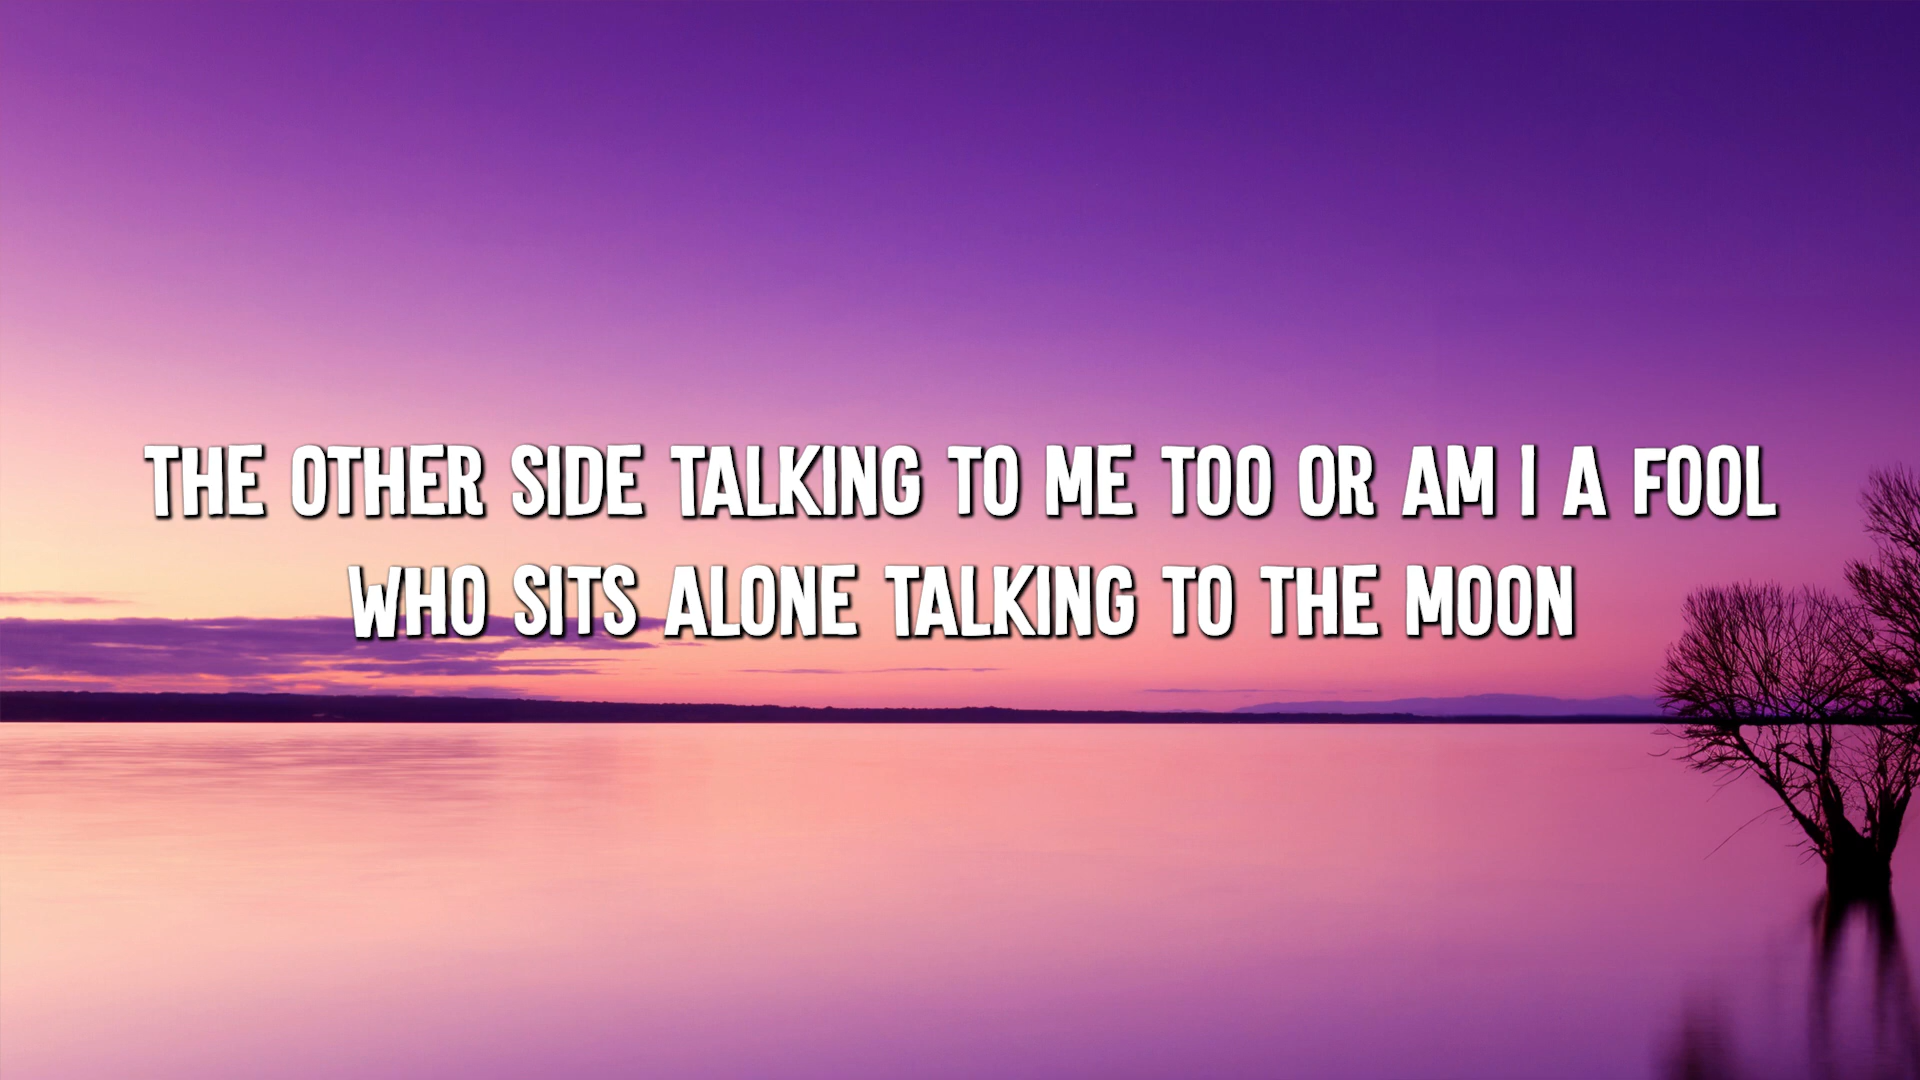 THE OTHER SIDE TALKING TO ME TOO OR AM I A FOOL
WHO SITS ALONE TALKING TO THE MOON